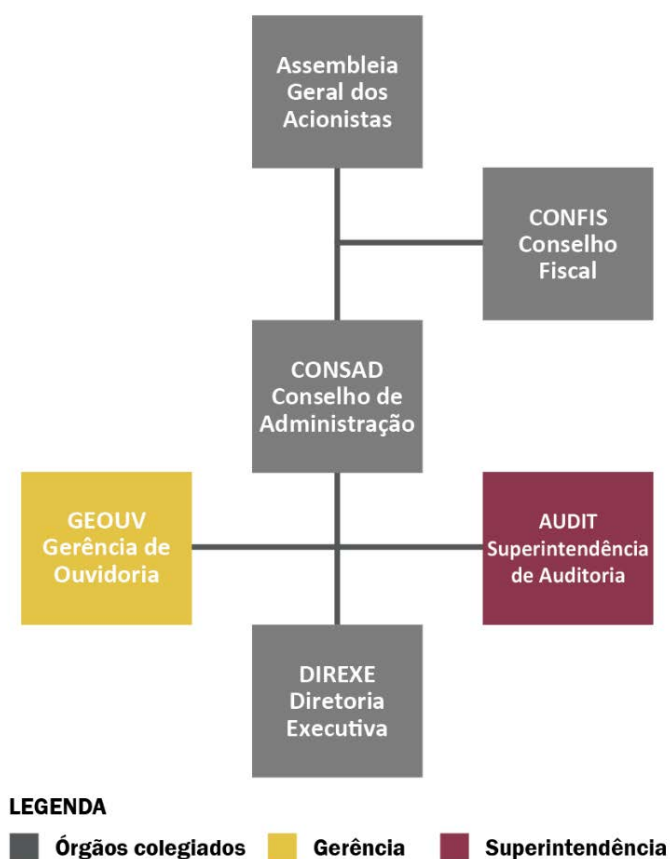 Assembleia
Geral dos
Acionistas
CONFIS
Conselho
Fiscal
CONSAD
Conselho de
Administração
GEOUV
Gerência de
Ouvidoria
AUDIT
Superintendência
de Auditoria
DIREXE
Diretoria
Executiva
LEGENDA
Órgãos colegiados Gerência Superintendência